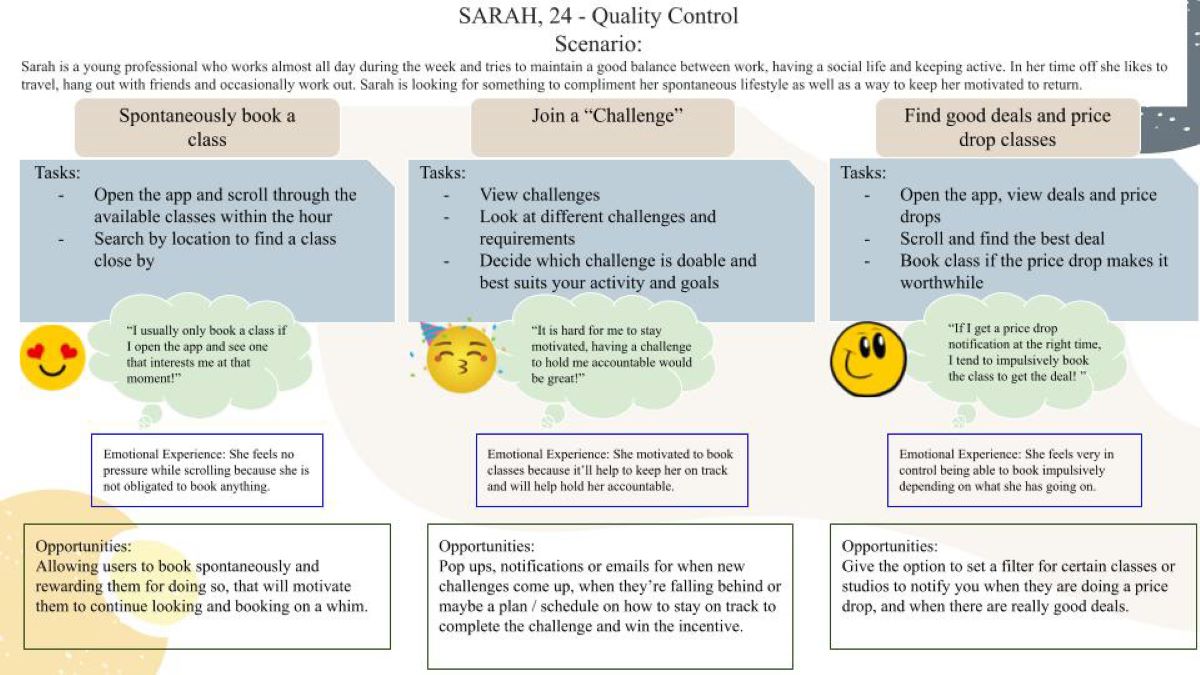 SARAH, 24 - Quality Control
Scenario:
Sarah is a young professional who works almost all day during the week and tries to maintain a good balance between work, having a social life and keeping active. In her time off she likes to
travel, hang out with friends and occasionally work out. Sarah is looking for something to compliment her spontaneous lifestyle as well as a way to keep her motivated to return.
Spontaneously book a
class
Tasks:
- Open the app and scroll through the
available classes within the hour
- Search by location to find a class
close by
“I usually only book a class if
I open the app and see one
that interests me at that
moment!”
Emotional Experience: She feels no
pressure while scrolling because she is
not obligated to book anything.
Opportunities:
Allowing users to book spontaneously and
rewarding them for doing so, that will motivate
them to continue looking and booking on a whim.
Join a “Challenge”
Tasks:
- View challenges
- Look at different challenges and
requirements
- Decide which challenge is doable and
best suits your activity and goals
“It is hard for me to stay
motivated, having a challenge
to hold me accountable would
be great!”
Emotional Experience: She motivated to book
classes because it’ll help to keep her on track
and will help hold her accountable.
Opportunities:
Pop ups, notifications or emails for when new
challenges come up, when they’re falling behind or
maybe a plan / schedule on how to stay on track to
complete the challenge and win the incentive.
Find good deals and price
drop classes
Tasks:
- Open the app, view deals and price
drops
- Scroll and find the best deal
- Book class if the price drop makes it
worthwhile
“If I get a price drop
notification at the right time,
I tend to impulsively book
the class to get the deal! ”
Emotional Experience: She feels very in
control being able to book impulsively
depending on what she has going on.
Opportunities:
Give the option to set a filter for certain classes or
studios to notify you when they are doing a price
drop, and when there are really good deals.